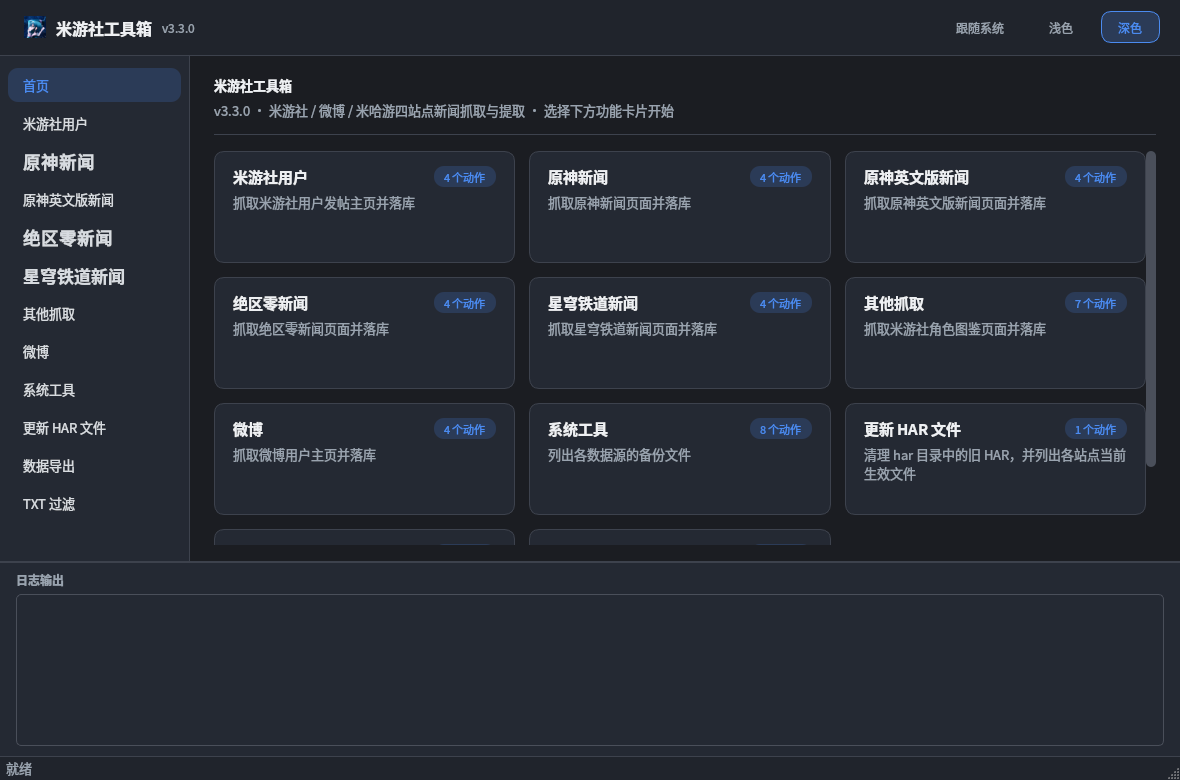 米游社工具箱 v3.3.0
跟随系统 浅色 深色
首页
米游社用户
原神新闻
原神英文版新闻
绝区零新闻
星穹铁道新闻
其他抓取
微博
系统工具
更新 HAR 文件
数据导出
TXT 过滤
米游社工具箱
v3.3.0 · 米游社 / 微博 / 米哈游四站点新闻抓取与提取 · 选择下方功能卡片开始
米游社用户 4 个动作
抓取米游社用户发帖主页并落库
原神新闻 4 个动作
抓取原神新闻页面并落库
原神英文版新闻 4 个动作
抓取原神英文版新闻页面并落库
绝区零新闻 4 个动作
抓取绝区零新闻页面并落库
星穹铁道新闻 4 个动作
抓取星穹铁道新闻页面并落库
其他抓取 7 个动作
抓取米游社角色图鉴页面并落库
微博 4 个动作
抓取微博用户主页并落库
系统工具 8 个动作
列出各数据源的备份文件
更新 HAR 文件 1 个动作
清理 har 目录中的旧 HAR，并列出各站点当前
生效文件
日志输出
就绪